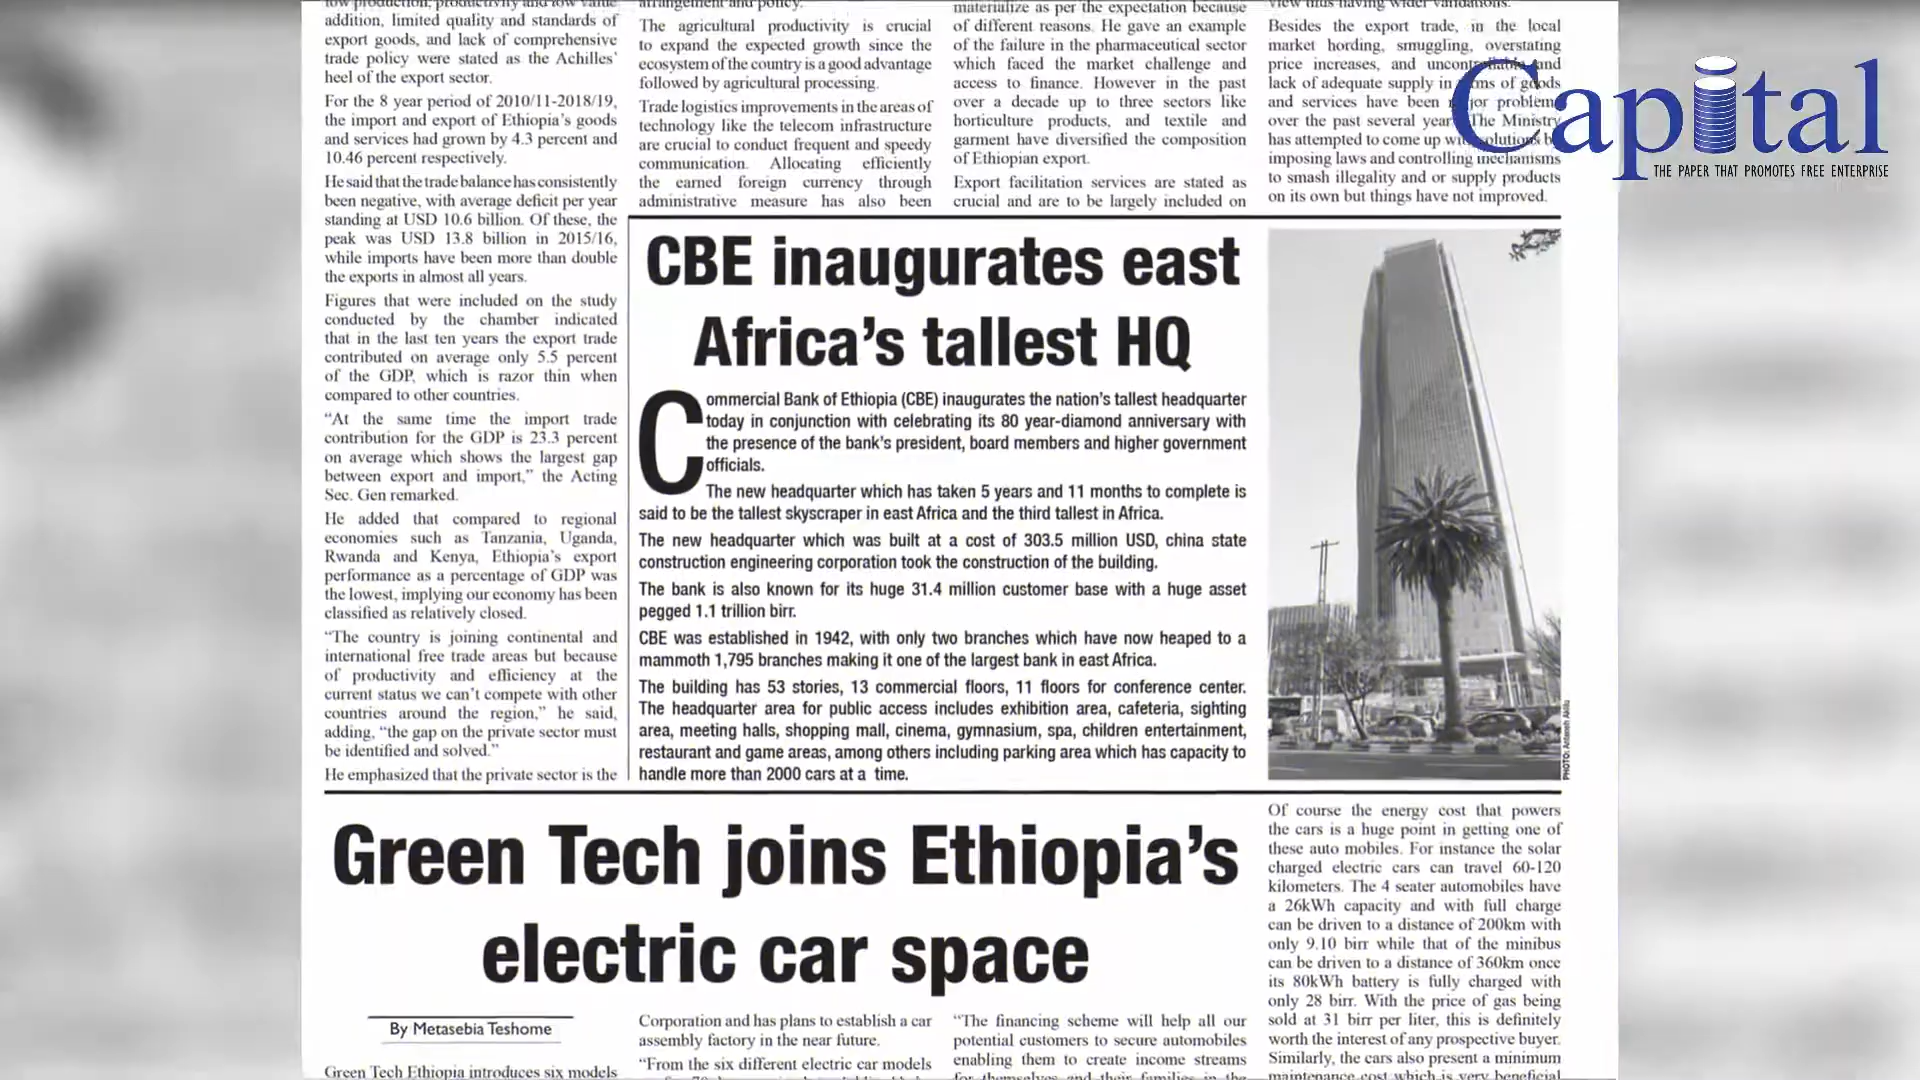 low production, productivity and low value
addition, limited quality and standards of
export goods, and lack of comprehensive
trade policy were stated as the Achilles'
heel of the export sector.
For the 8 year period of 2010/11-2018/19,
the import and export of Ethiopia's goods
and services had grown by 4.3 percent and
10.46 percent respectively.
He said that the trade balance has consistently
been negative, with average deficit per year
standing at USD 10.6 billion. Of these, the
peak was USD 13.8 billion in 2015/16,
while imports have been more than double
the exports in almost all years.
Figures that were included on the study
conducted by the chamber indicated
that in the last ten years the export trade
contributed on average only 5.5 percent
of the GDP, which is razor thin when
compared to other countries.
“At the same time the import trade
contribution for the GDP is 23.3 percent
on average which shows the largest gap
between export and import,” the Acting
Sec. Gen remarked.
He added that compared to regional
economies such as Tanzania, Uganda,
Rwanda and Kenya, Ethiopia's export
performance as a percentage of GDP was
the lowest, implying our economy has been
classified as relatively closed.
“The country is joining continental and
international free trade areas but because
of productivity and efficiency at the
current status we can't compete with other
countries around the region,” he said,
adding, “the gap on the private sector must
be identified and solved.”
He emphasized that the private sector is the
arrangement and policy.
The agricultural productivity is crucial
to expand the expected growth since the
ecosystem of the country is a good advantage
followed by agricultural processing.
Trade logistics improvements in the areas of
technology like the telecom infrastructure
are crucial to conduct frequent and speedy
communication. Allocating efficiently
the earned foreign currency through
administrative measure has also been
materialize as per the expectation because
of different reasons. He gave an example
of the failure in the pharmaceutical sector
which faced the market challenge and
access to finance. However in the past
over a decade up to three sectors like
horticulture products, and textile and
garment have diversified the composition
of Ethiopian export.
Export facilitation services are stated as
crucial and are to be largely included on
view thus having wider variations.
Besides the export trade, in the local
market hording, smuggling, overstating
price increases, and and
lack of adequate supply in of goods
and services have been problem
over the past several The Ministry
has attempted to come up
imposing laws and controlling mechanisms
to smash illegality and or supply products
on its own but things have not improved.
Capital
THE PAPER THAT PROMOTES FREE ENTERPRISE
CBE inaugurates east
Africa's tallest HQ
Commercial Bank of Ethiopia (CBE) inaugurates the nation's tallest headquarter
today in conjunction with celebrating its 80 year-diamond anniversary with
the presence of the bank's president, board members and higher government
officials.
The new headquarter which has taken 5 years and 11 months to complete is
said to be the tallest skyscraper in east Africa and the third tallest in Africa.
The new headquarter which was built at a cost of 303.5 million USD, china state
construction engineering corporation took the construction of the building.
The bank is also known for its huge 31.4 million customer base with a huge asset
pegged 1.1 trillion birr.
CBE was established in 1942, with only two branches which have now heaped to a
mammoth 1,795 branches making it one of the largest bank in east Africa.
The building has 53 stories, 13 commercial floors, 11 floors for conference center.
The headquarter area for public access includes exhibition area, cafeteria, sighting
area, meeting halls, shopping mall, cinema, gymnasium, spa, children entertainment,
restaurant and game areas, among others including parking area which has capacity to
handle more than 2000 cars at a time.
PHOTO: Anteneh Aklilu
Green Tech joins Ethiopia's
electric car space
By Metasebia Teshome
Green Tech Ethiopia introduces six models
Corporation and has plans to establish a car
assembly factory in the near future.
“From the six different electric car models
“The financing scheme will help all our
potential customers to secure automobiles
enabling them to create income streams
for themselves and their families in the
Of course the energy cost that powers
the cars is a huge point in getting one of
these auto mobiles. For instance the solar
charged electric cars can travel 60-120
kilometers. The 4 seater automobiles have
a 26kWh capacity and with full charge
can be driven to a distance of 200km with
only 9.10 birr while that of the minibus
can be driven to a distance of 360km once
its 80kWh battery is fully charged with
only 28 birr. With the price of gas being
sold at 31 birr per liter, this is definitely
worth the interest of any prospective buyer.
Similarly, the cars also present a minimum
maintenance cost which is very beneficial